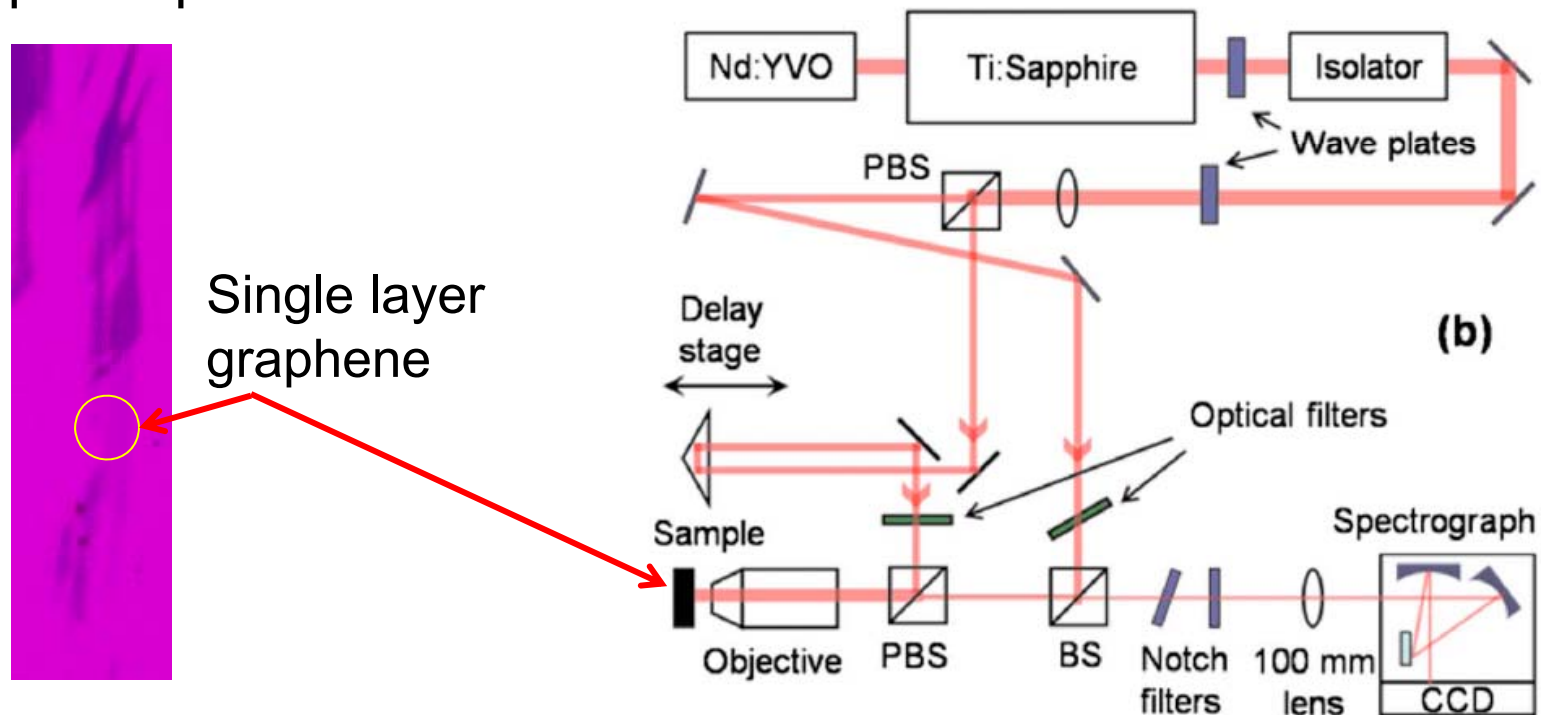 Nd:YVO
Ti:Sapphire
Isolator
Wave plates
PBS
Single layer
graphene
Delay
stage
(b)
Optical filters
Sample
Spectrograph
Objective
PBS
BS
Notch
filters
100 mm
lens
CCD